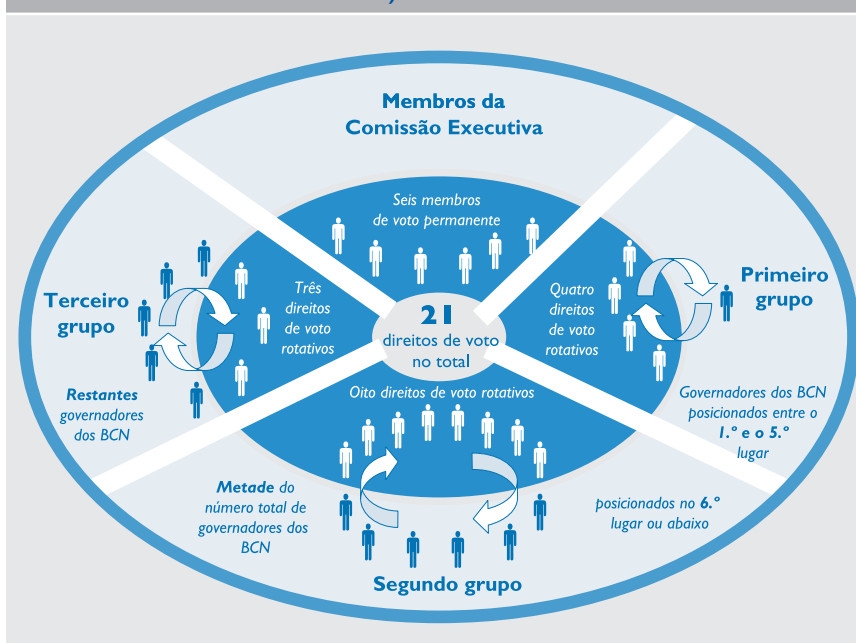 Membros da
Comissão Executiva
Seis membros
de voto permanente
Terceiro
grupo
Três
direitos
de voto
rotativos
21
direitos de voto
no total
Quatro
direitos
de voto
rotativos
Primeiro
grupo
Restantes
governadores
dos BCN
Oito direitos de voto rotativos
Governadores dos BCN
posicionados entre o
1.º e o 5.º
lugar
Metade do
número total de
governadores dos
BCN
posicionados no 6.º
lugar ou abaixo
Segundo grupo